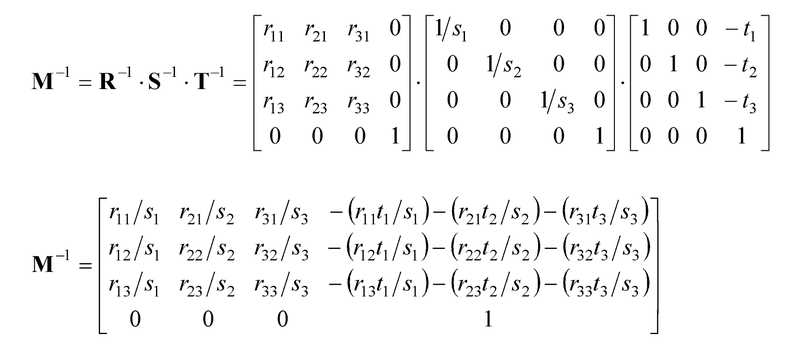 M⁻¹ = R⁻¹ · S⁻¹ · T⁻¹ = [r₁₁ r₂₁ r₃₁ 0; r₁₂ r₂₂ r₃₂ 0; r₁₃ r₂₃ r₃₃ 0; 0 0 0 1] · [1/s₁ 0 0 0; 0 1/s₂ 0 0; 0 0 1/s₃ 0; 0 0 0 1] · [1 0 0 −t₁; 0 1 0 −t₂; 0 0 1 −t₃; 0 0 0 1]
M⁻¹ = [r₁₁/s₁ r₂₁/s₂ r₃₁/s₃ −(r₁₁t₁/s₁)−(r₂₁t₂/s₂)−(r₃₁t₃/s₃); r₁₂/s₁ r₂₂/s₂ r₃₂/s₃ −(r₁₂t₁/s₁)−(r₂₂t₂/s₂)−(r₃₂t₃/s₃); r₁₃/s₁ r₂₃/s₂ r₃₃/s₃ −(r₁₃t₁/s₁)−(r₂₃t₂/s₂)−(r₃₃t₃/s₃); 0 0 0 1]